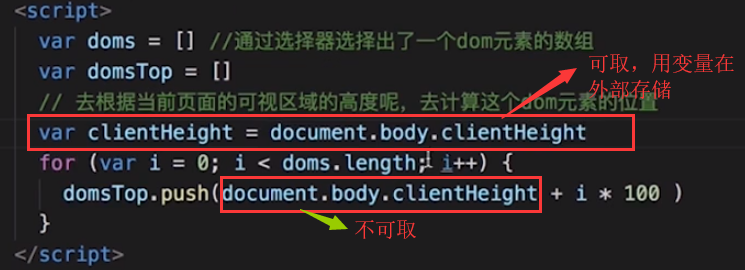 <script>
var doms = [] //通过选择器选择出了一个dom元素的数组
var domsTop = []
可取，用变量在
外部存储
// 去根据当前页面的可视区域的高度呢，去计算这个dom元素的位置
var clientHeight = document.body.clientHeight
for (var i = 0; i < doms.length; i++) {
domsTop.push(document.body.clientHeight + i * 100 )
}
不可取
</script>